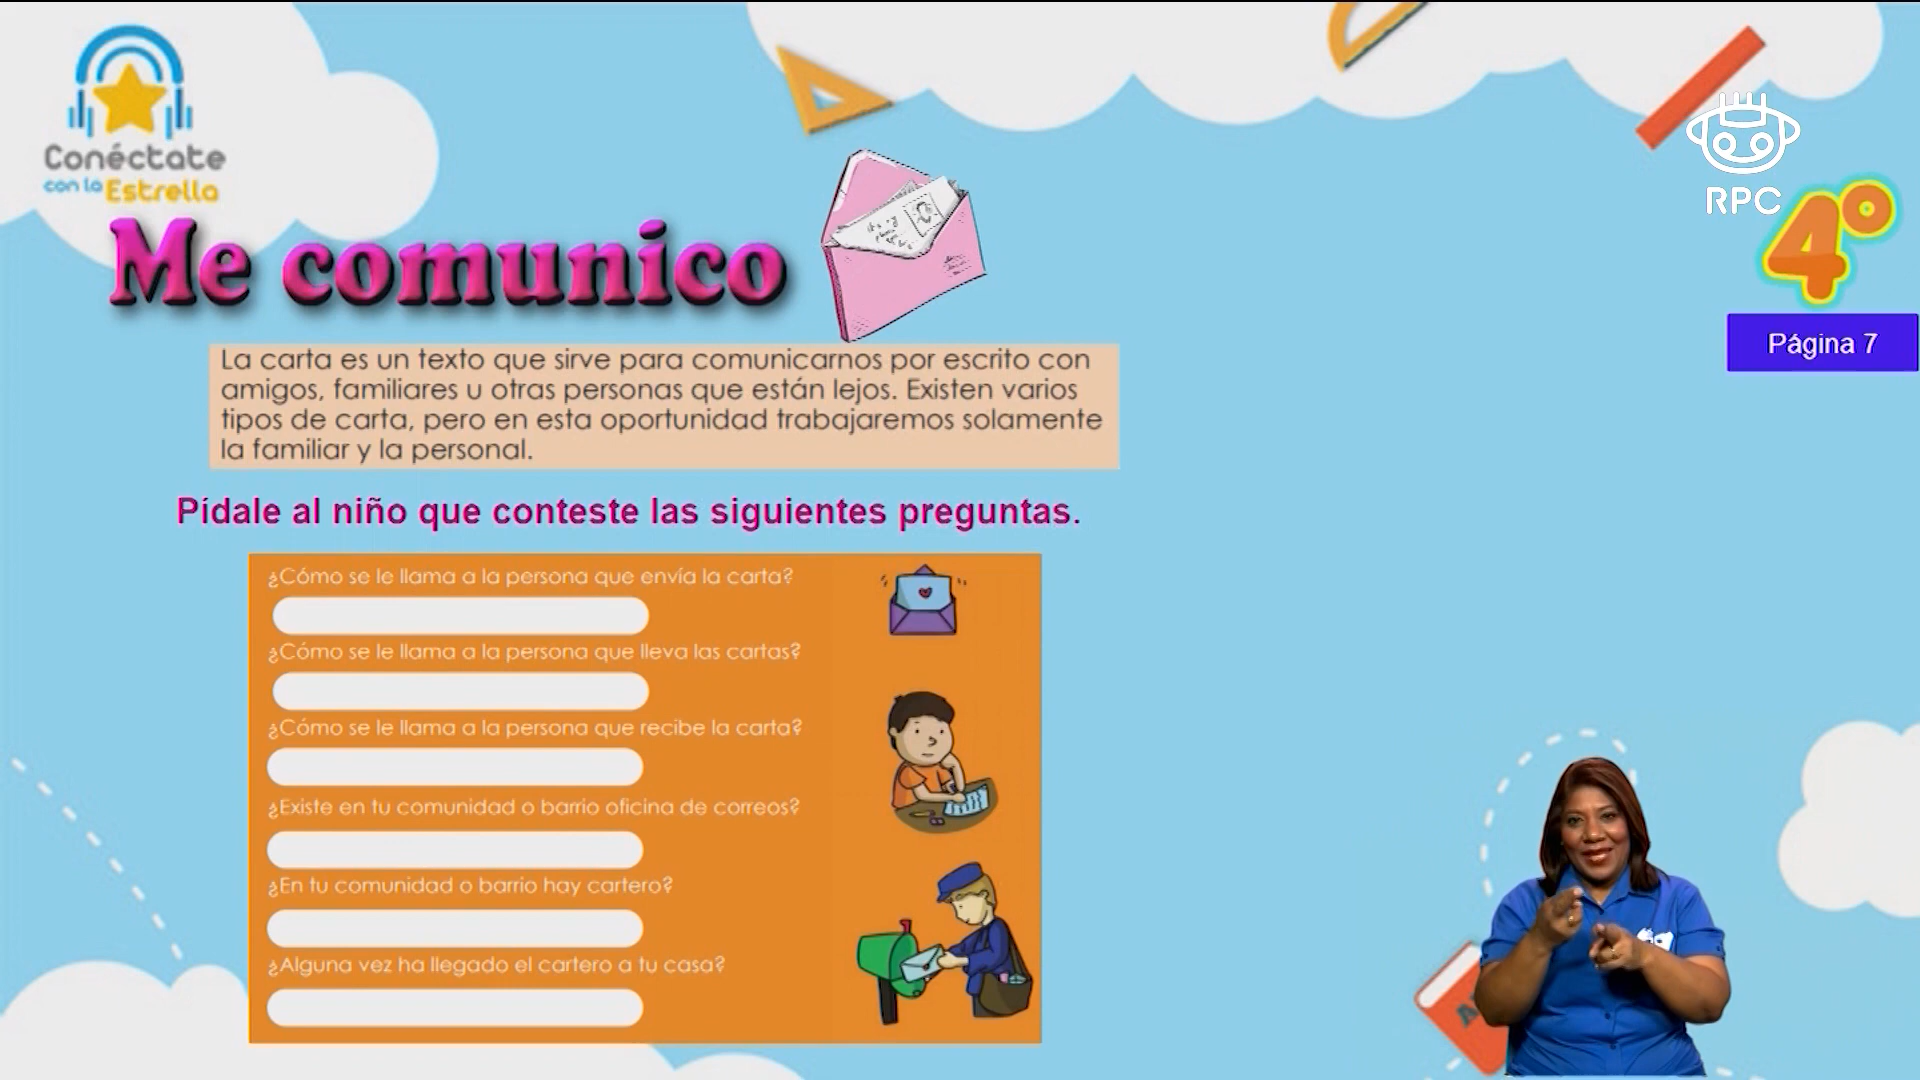 Conéctate
con la Estrella
RPC
4º
Página 7
Me comunico
La carta es un texto que sirve para comunicarnos por escrito con
amigos, familiares u otras personas que están lejos. Existen varios
tipos de carta, pero en esta oportunidad trabajaremos solamente
la familiar y la personal.
Pídale al niño que conteste las siguientes preguntas.
¿Cómo se le llama a la persona que envía la carta?
¿Cómo se le llama a la persona que lleva las cartas?
¿Cómo se le llama a la persona que recibe la carta?
¿Existe en tu comunidad o barrio oficina de correos?
¿En tu comunidad o barrio hay cartero?
¿Alguna vez ha llegado el cartero a tu casa?